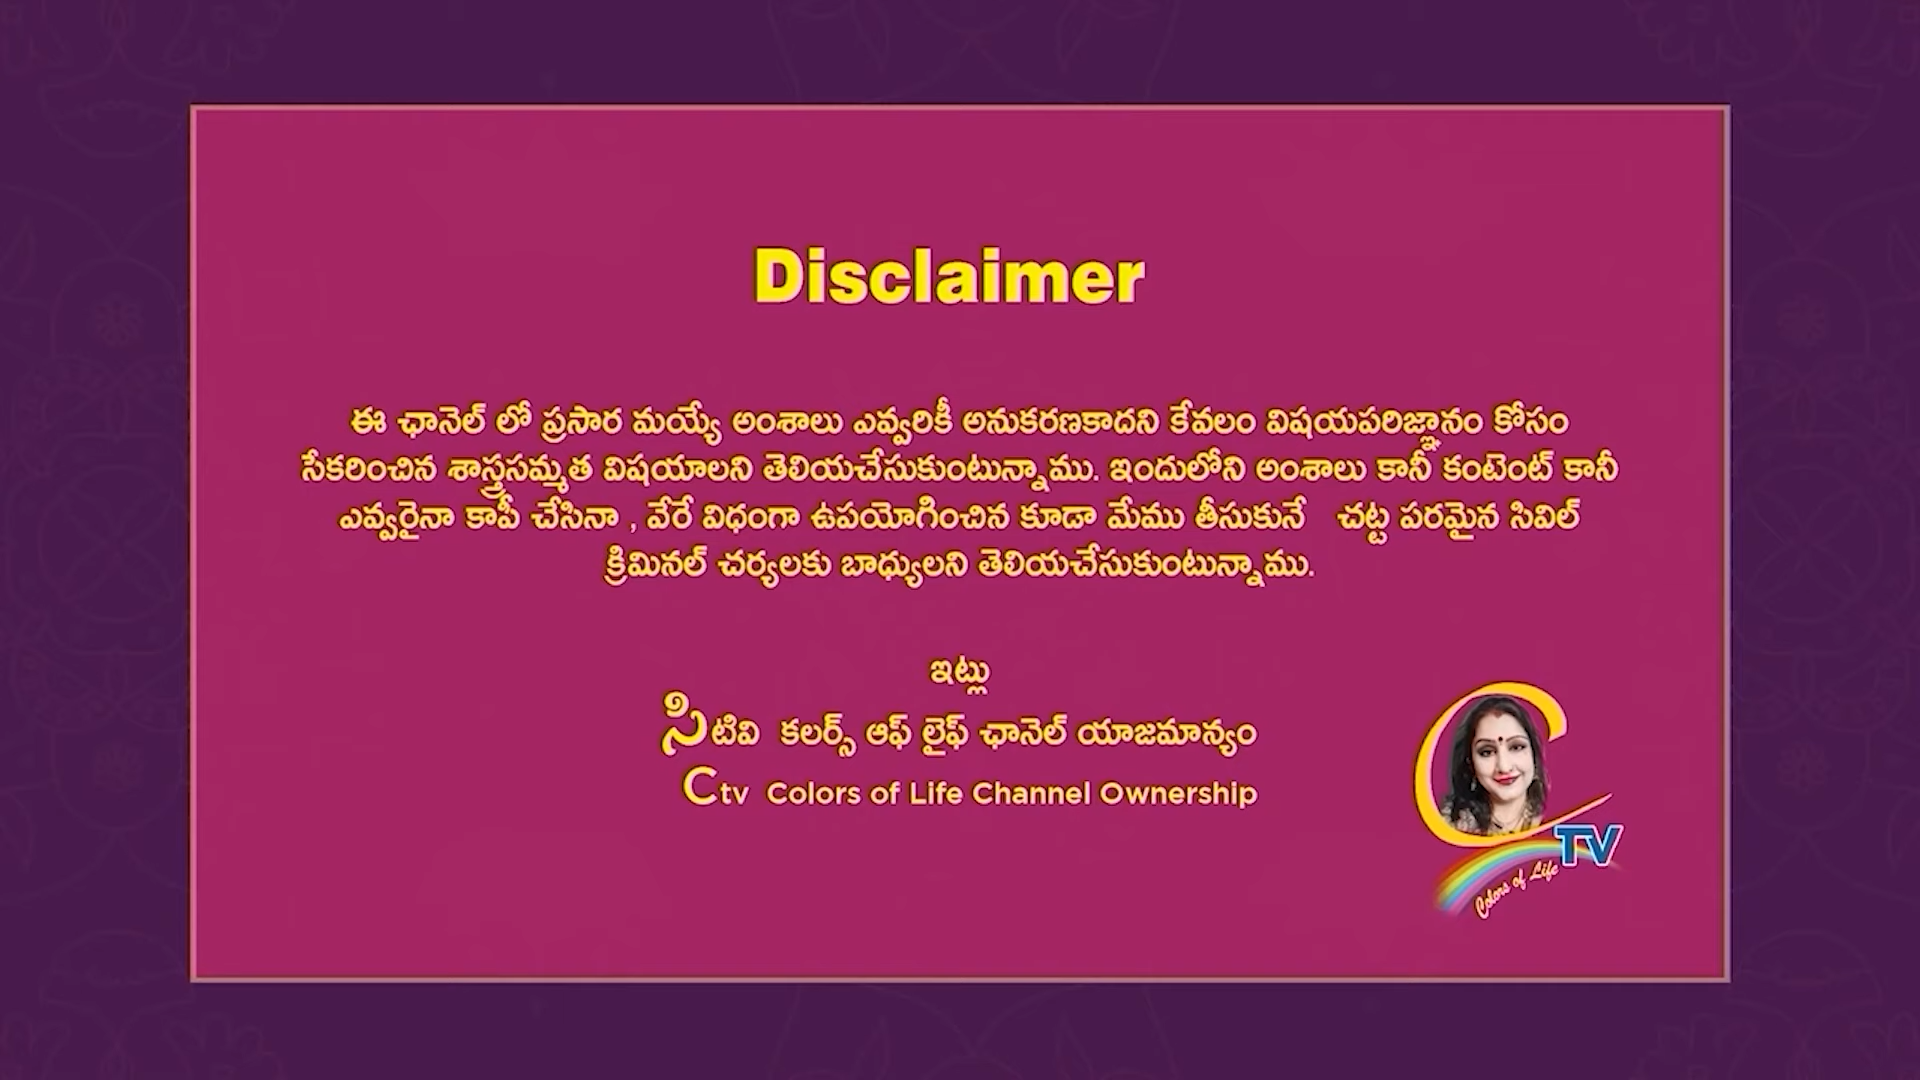 Disclaimer
ఈ ఛానెల్ లో ప్రసార మయ్యే అంశాలు ఎవ్వరికీ అనుకరణకాదని కేవలం విషయపరిజ్ఞానం కోసం
సేకరించిన శాస్త్రసమ్మత విషయాలని తెలియచేసుకుంటున్నాము. ఇందులోని అంశాలు కానీ కంటెంట్ కానీ
ఎవ్వరైనా కాపీ చేసినా , వేరే విధంగా ఉపయోగించిన కూడా మేము తీసుకునే చట్ట పరమైన సివిల్
క్రిమినల్ చర్యలకు బాధ్యులని తెలియచేసుకుంటున్నాము.
ఇట్లు
సిటివి కలర్స్ ఆఫ్ లైఫ్ ఛానెల్ యాజమాన్యం
Ctv Colors of Life Channel Ownership
C TV
Colors of Life